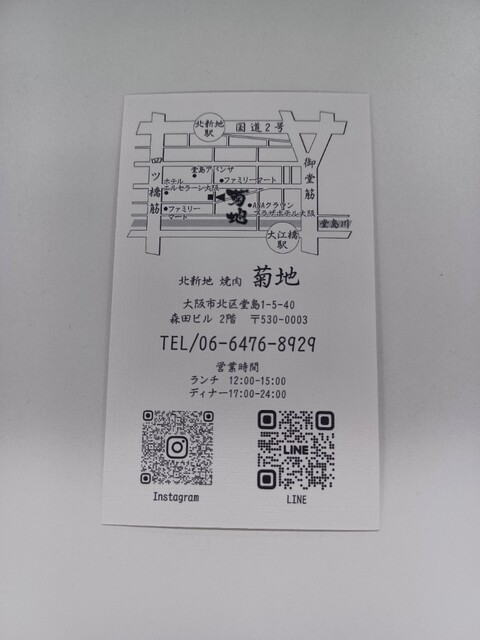 北新地
駅
国道2号
四ツ橋筋
御堂筋
堂島アバンザ
ホテル
エルセラーン大阪
ファミリーマート
菊地
ANAクラウン
プラザホテル大阪
ファミリー
マート
堂島川
大江橋
駅
北新地 焼肉 菊地
大阪市北区堂島1-5-40
森田ビル 2階 〒530-0003
TEL/06-6476-8929
営業時間
ランチ 12:00-15:00
ディナー17:00-24:00
LINE
Instagram
LINE